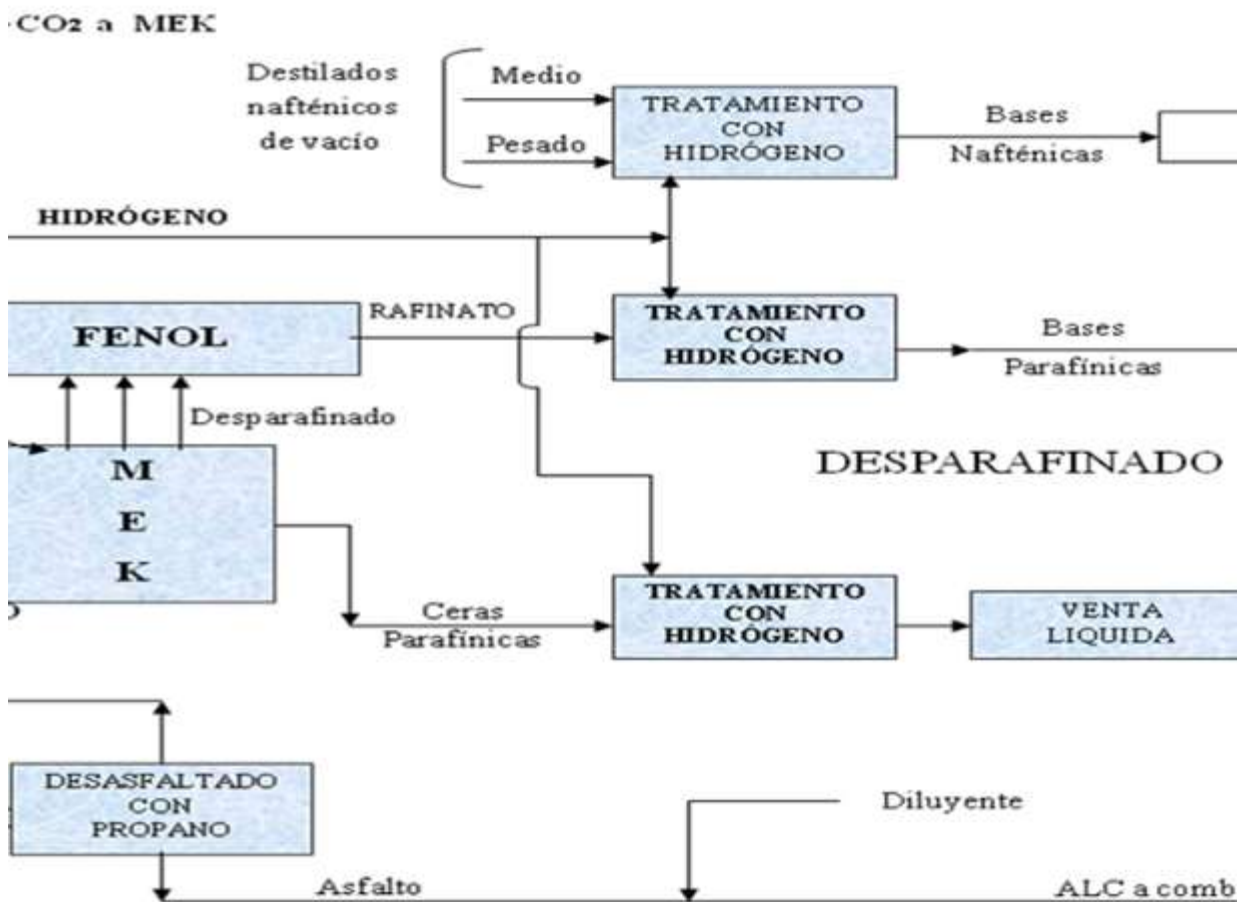 CO₂ a MEK
Destilados
nafténicos
de vacío
Medio
Pesado
TRATAMIENTO
CON
HIDRÓGENO
Bases
Nafténicas
HIDRÓGENO
FENOL
RAFINATO
TRATAMIENTO
CON
HIDRÓGENO
Bases
Parafínicas
Desparafinado
M
E
K
DESPARAFINADO
Ceras
Parafínicas
TRATAMIENTO
CON
HIDRÓGENO
VENTA
LIQUIDA
DESASFALTADO
CON
PROPANO
Diluyente
Asfalto
ALC a comb